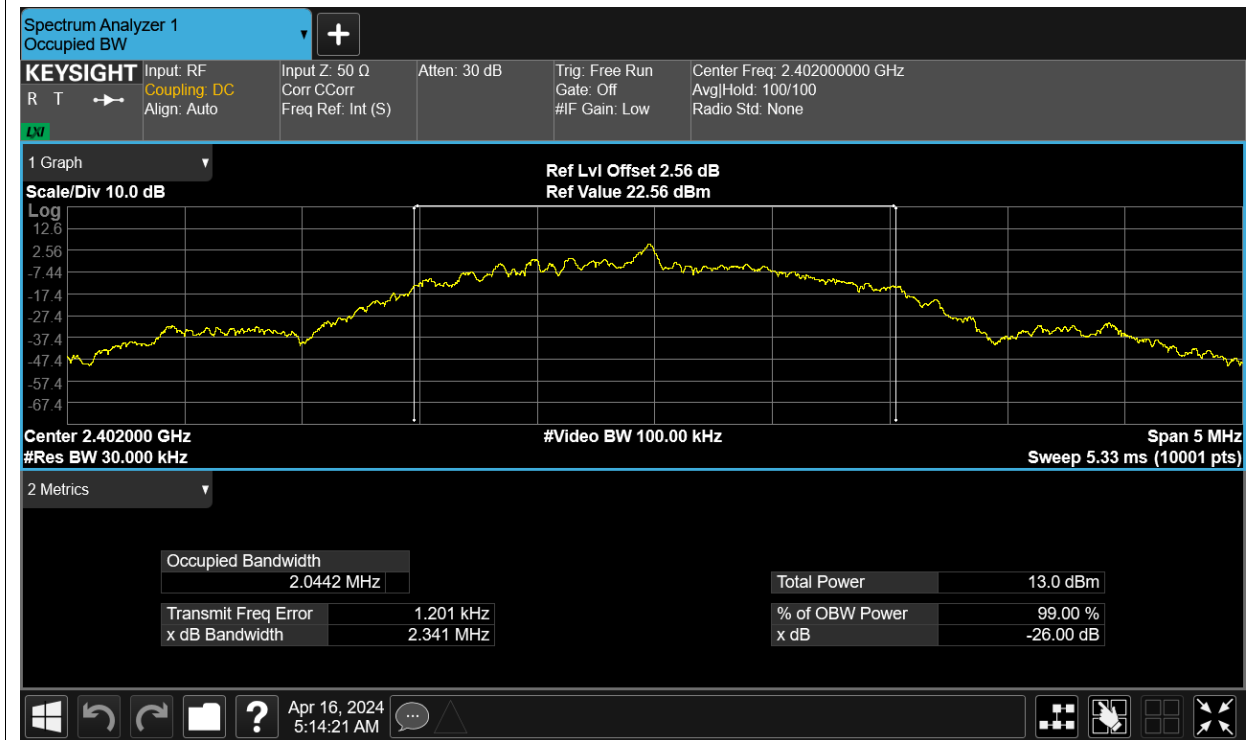 Spectrum Analyzer 1
Occupied BW
KEYSIGHT
R T
LXI
Input: RF
Coupling: DC
Align: Auto
Input Z: 50 Ω
Corr CCorr
Freq Ref: Int (S)
Atten: 30 dB
Trig: Free Run
Gate: Off
#IF Gain: Low
Center Freq: 2.402000000 GHz
Avg|Hold: 100/100
Radio Std: None
1 Graph
Scale/Div 10.0 dB
Ref Lvl Offset 2.56 dB
Ref Value 22.56 dBm
Log
12.6
2.56
-7.44
-17.4
-27.4
-37.4
-47.4
-57.4
-67.4
Center 2.402000 GHz
#Res BW 30.000 kHz
#Video BW 100.00 kHz
Span 5 MHz
Sweep 5.33 ms (10001 pts)
2 Metrics
Occupied Bandwidth
2.0442 MHz
Transmit Freq Error 1.201 kHz
x dB Bandwidth 2.341 MHz
Total Power 13.0 dBm
% of OBW Power 99.00 %
x dB -26.00 dB
?
Apr 16, 2024
5:14:21 AM